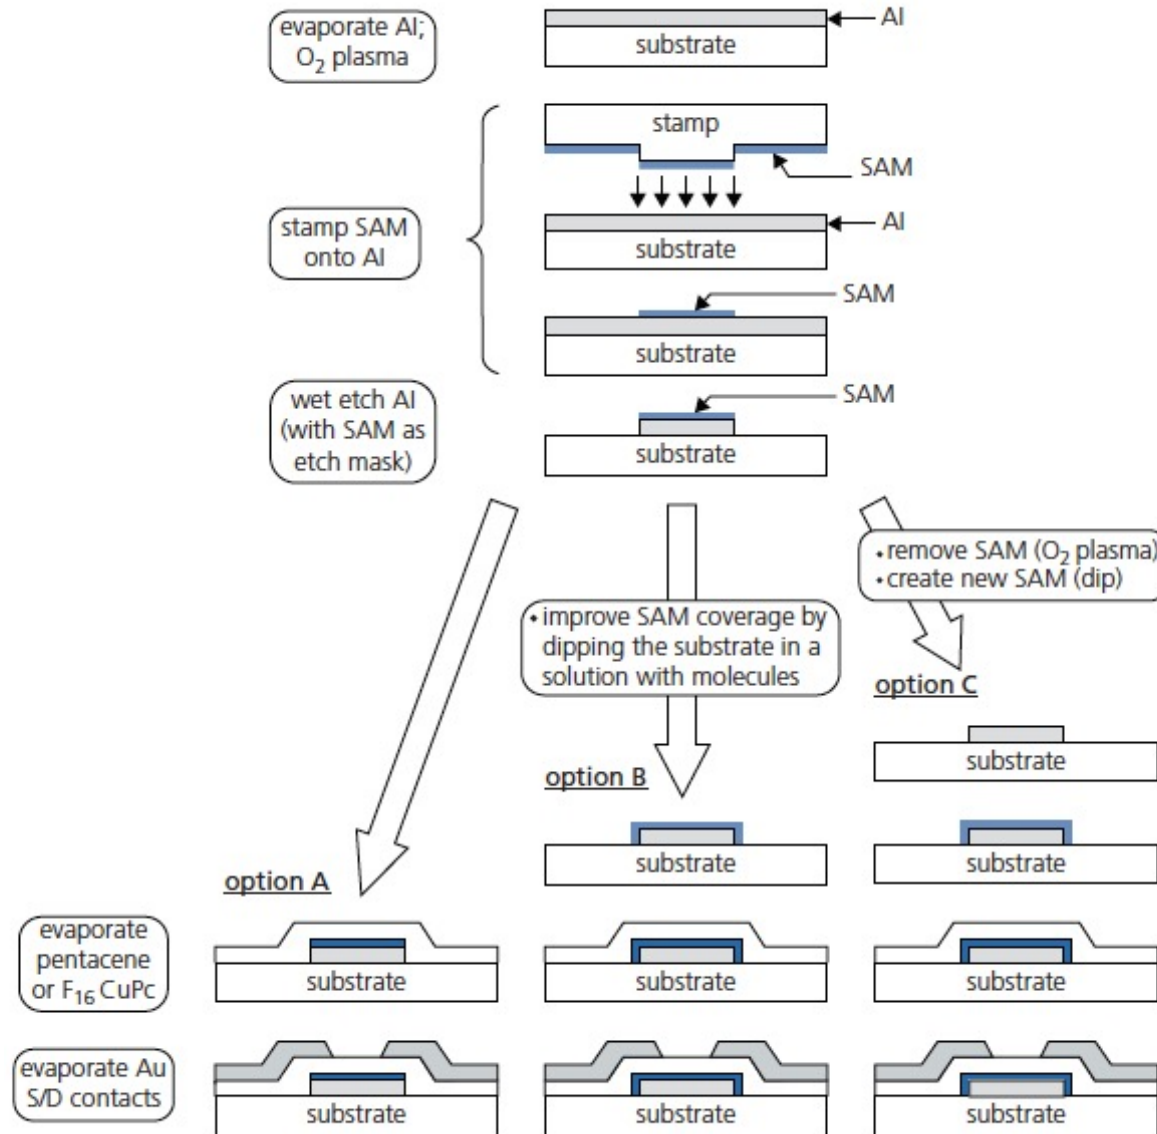 evaporate Al;
O2 plasma
Al
substrate
stamp
SAM
stamp SAM
onto Al
Al
substrate
SAM
substrate
wet etch Al
(with SAM as
etch mask)
SAM
substrate
• remove SAM (O2 plasma)
• create new SAM (dip)
• improve SAM coverage by
dipping the substrate in a
solution with molecules
option C
substrate
option B
substrate
substrate
option A
evaporate
pentacene
or F16 CuPc
substrate
substrate
substrate
evaporate Au
S/D contacts
substrate
substrate
substrate